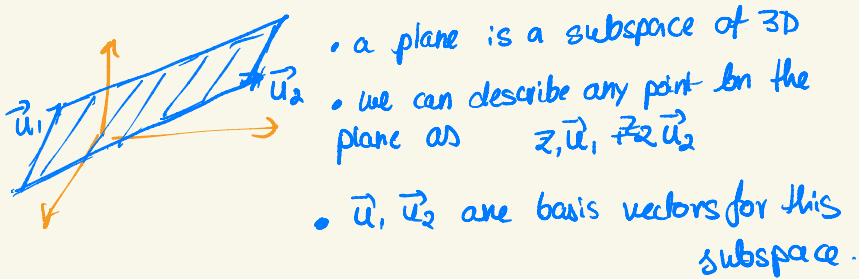 u⃗₁
u⃗₂
• a plane is a subspace of 3D
• we can describe any point on the
plane as z₁u⃗₁ + z₂u⃗₂
• u⃗₁ u⃗₂ are basis vectors for this
subspace.